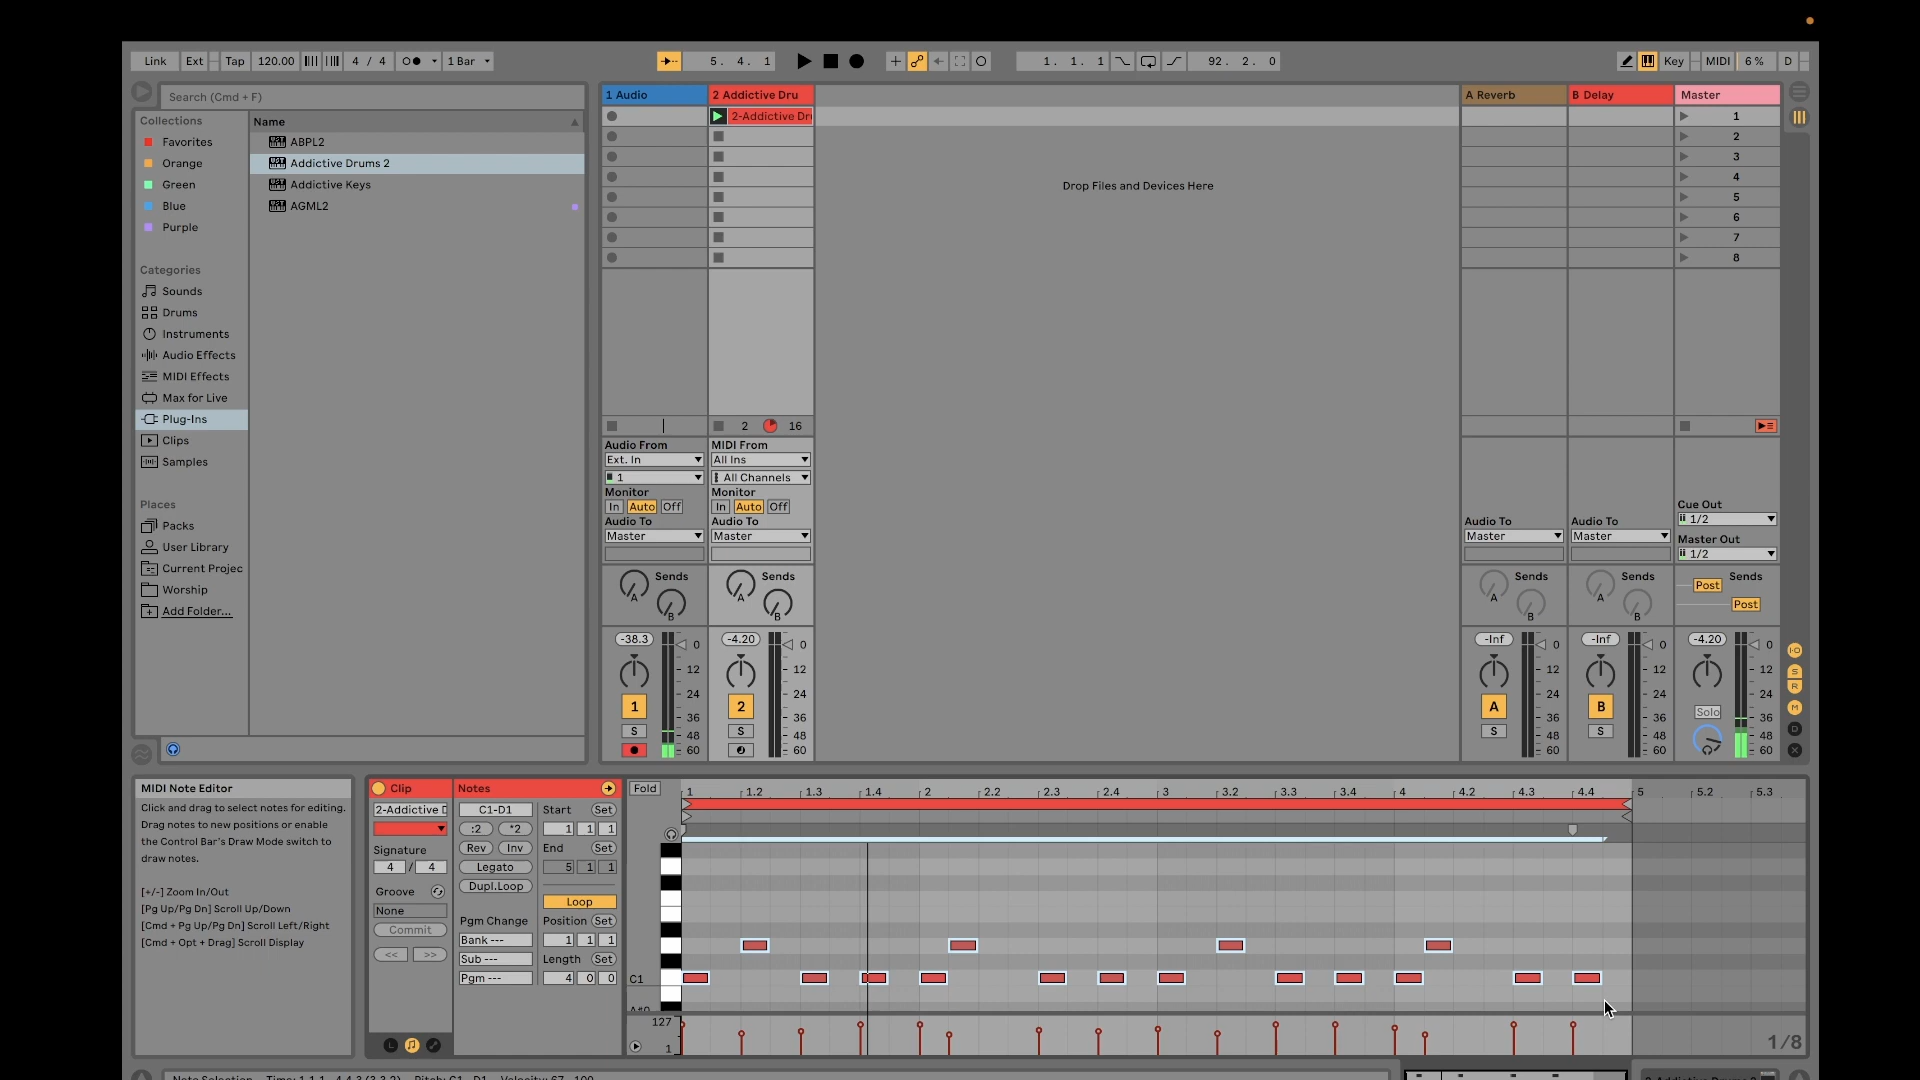 Link Ext Tap 120.00 4 / 4 1 Bar 5. 4. 1 1. 1. 1 92. 2. 0 Key MIDI 6 % D
Search (Cmd + F)
Collections
Favorites
Orange
Green
Blue
Purple
Categories
Sounds
Drums
Instruments
Audio Effects
MIDI Effects
Max for Live
Plug-Ins
Clips
Samples
Places
Packs
User Library
Current Projec
Worship
Add Folder...
Name
ABPL2
Addictive Drums 2
Addictive Keys
AGML2
1 Audio
2 Addictive Dru
2-Addictive Dr
Drop Files and Devices Here
A Reverb
B Delay
Master
1
2
3
4
5
6
7
8
2 16
Audio From
Ext. In
1
Monitor
In Auto Off
Audio To
Master
MIDI From
All Ins
All Channels
Monitor
In Auto Off
Audio To
Master
Audio To
Master
Audio To
Master
Cue Out
1/2
Master Out
1/2
Sends
A
B
Sends
A
B
Sends
A
B
Sends
A
B
Sends
Post
Post
-38.3
0
12
24
36
48
60
1
S
-4.20
0
12
24
36
48
60
2
S
-Inf
0
12
24
36
48
60
A
S
-Inf
0
12
24
36
48
60
B
S
-4.20
0
12
24
36
48
60
Solo
I·O
S
R
M
D
X
MIDI Note Editor
Click and drag to select notes for editing.
Drag notes to new positions or enable
the Control Bar's Draw Mode switch to
draw notes.
[+/-] Zoom In/Out
[Pg Up/Pg Dn] Scroll Up/Down
[Cmd + Pg Up/Pg Dn] Scroll Left/Right
[Cmd + Opt + Drag] Scroll Display
Clip
2-Addictive D
Signature
4 / 4
Groove
None
Commit
<< >>
L
Notes
C1-D1
:2 *2
Rev Inv
Legato
Dupl.Loop
Pgm Change
Bank ---
Sub ---
Pgm ---
Start Set
1 1 1
End Set
5 1 1
Loop
Position Set
1 1 1
Length Set
4 0 0
Fold
1 1.2 1.3 1.4 2 2.2 2.3 2.4 3 3.2 3.3 3.4 4 4.2 4.3 4.4 5 5.2 5.3
C1
A#0
127
1
1/8
Note Selection Time: 1.1.1 - 4.4.3 (3.3.2) Pitch: C1 - D1 Velocity: 67 - 100
2-Addictive Drums 2